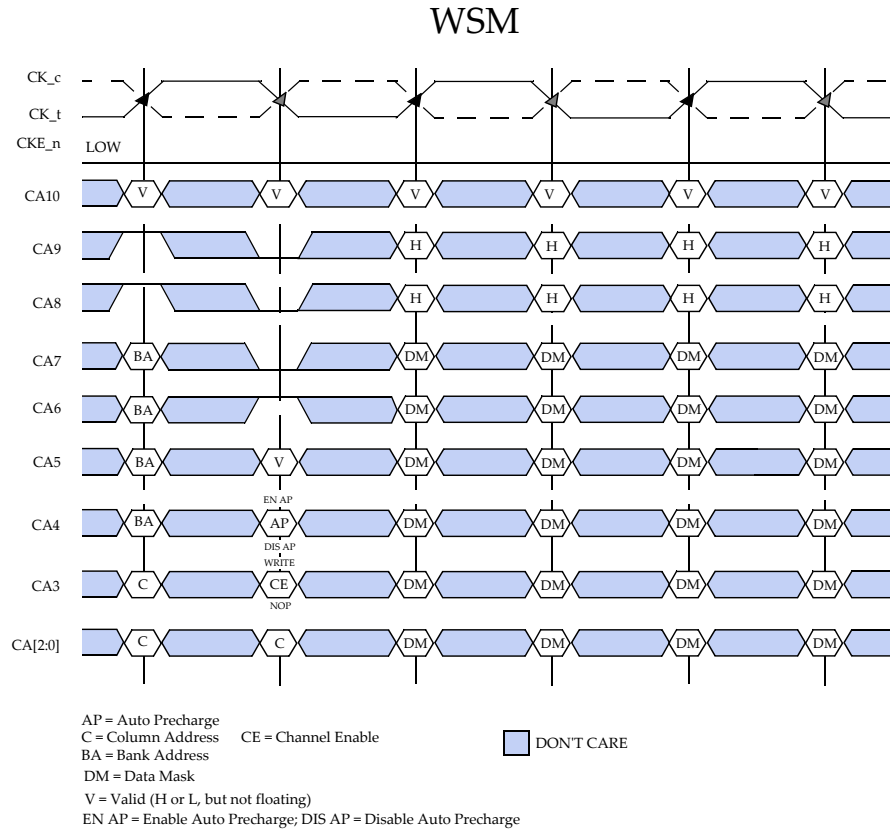 WSM
CK_c
CK_t
CKE_n LOW
CA10 V V V V V V
CA9 H H H H
CA8 H H H H
CA7 BA DM DM DM DM
CA6 BA DM DM DM DM
CA5 BA V DM DM DM DM
EN AP
CA4 BA AP DM DM DM DM
DIS AP
WRITE
CA3 C CE DM DM DM DM
NOP
CA[2:0] C C DM DM DM DM
AP = Auto Precharge
C = Column Address CE = Channel Enable
BA = Bank Address
DON'T CARE
DM = Data Mask
V = Valid (H or L, but not floating)
EN AP = Enable Auto Precharge; DIS AP = Disable Auto Precharge